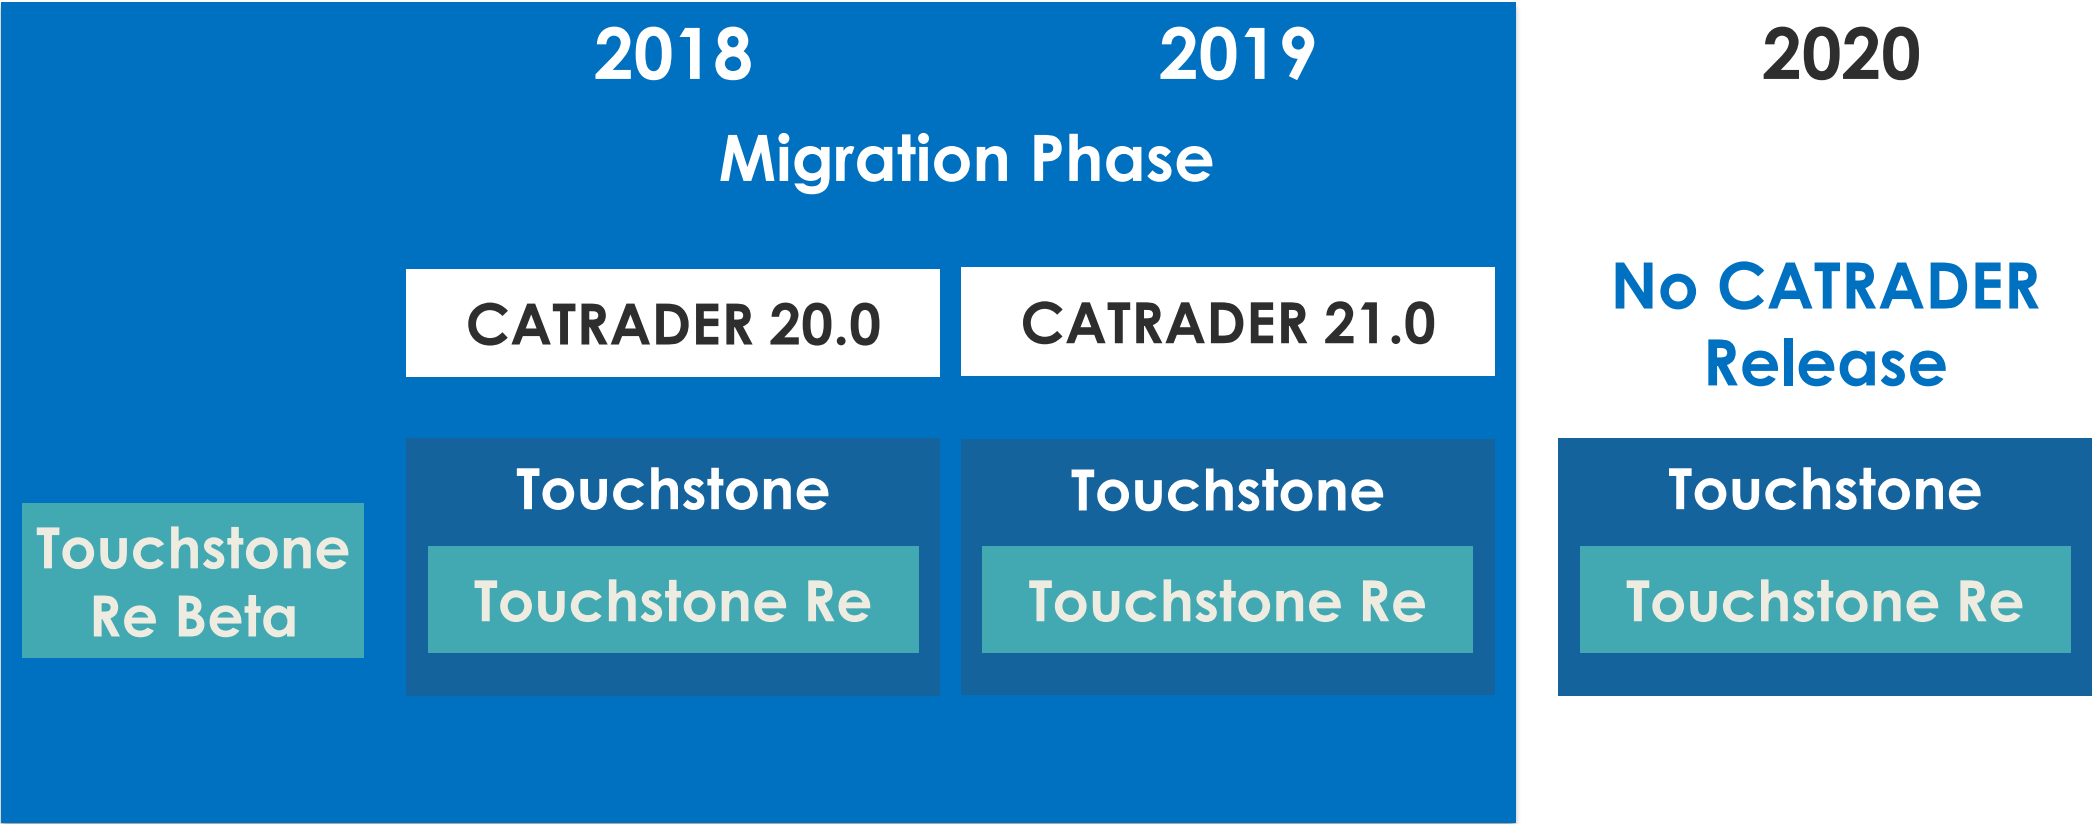 2018
2019
2020
Migration Phase
CATRADER 20.0
CATRADER 21.0
No CATRADER
Release
Touchstone
Re Beta
Touchstone
Touchstone Re
Touchstone
Touchstone Re
Touchstone
Touchstone Re